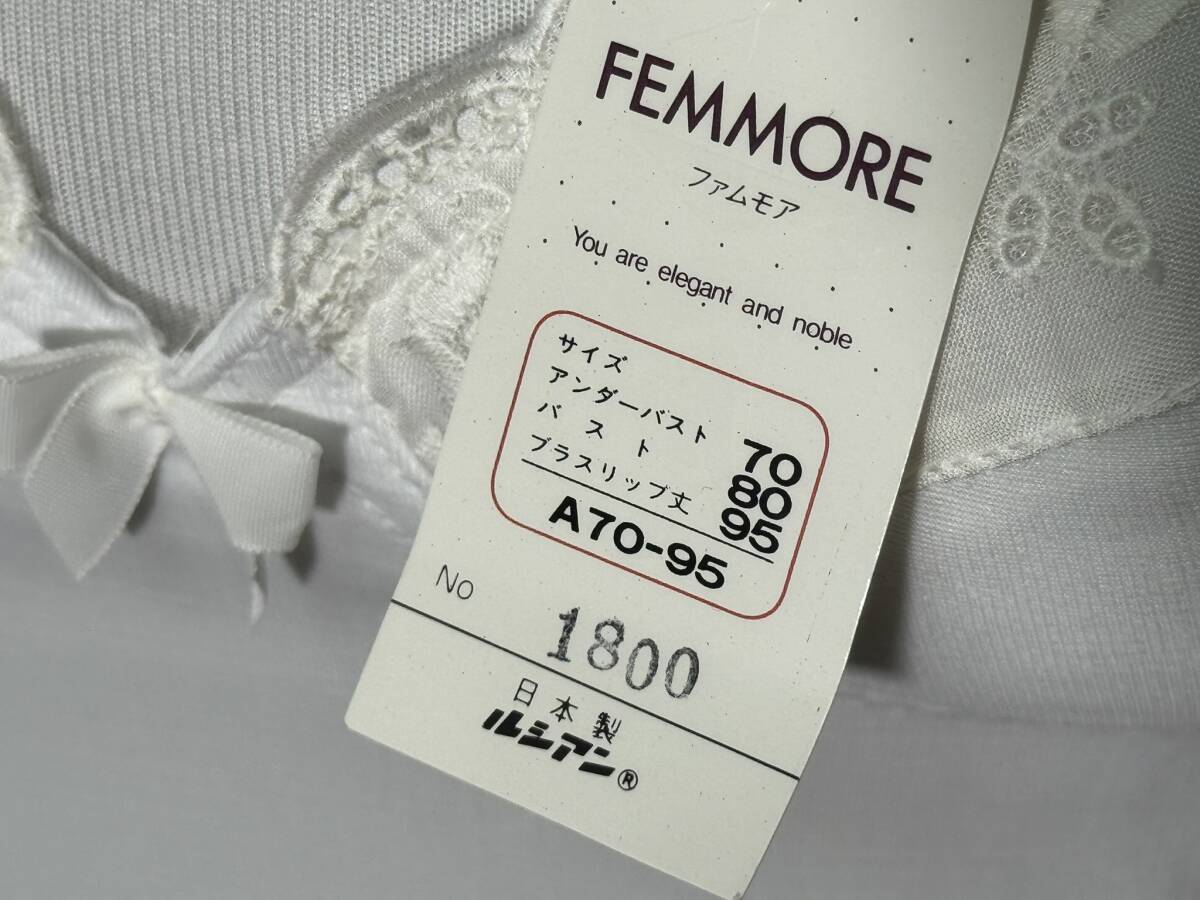 FEMMORE
ファムモア
You are elegant and noble
サイズ
アンダーバスト 70
バスト 80
ブラスリップ丈 95
A70-95
No 1800
日本製
ルシアン®